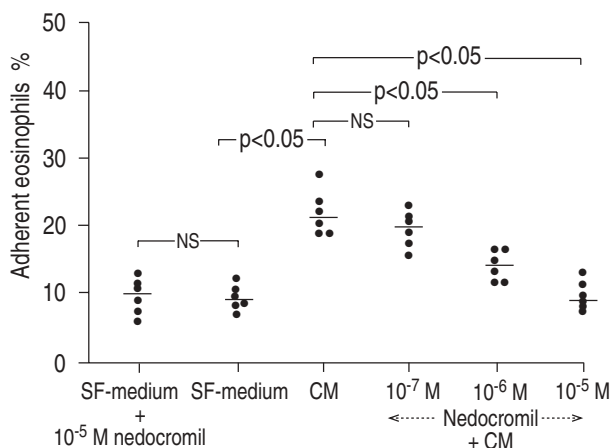 Adherent eosinophils %
50
40
30
20
10
0
p<0.05
p<0.05
NS
p<0.05
NS
SF-medium + 10⁻⁵ M nedocromil
SF-medium
CM
10⁻⁷ M
10⁻⁶ M
10⁻⁵ M
Nedocromil
+ CM